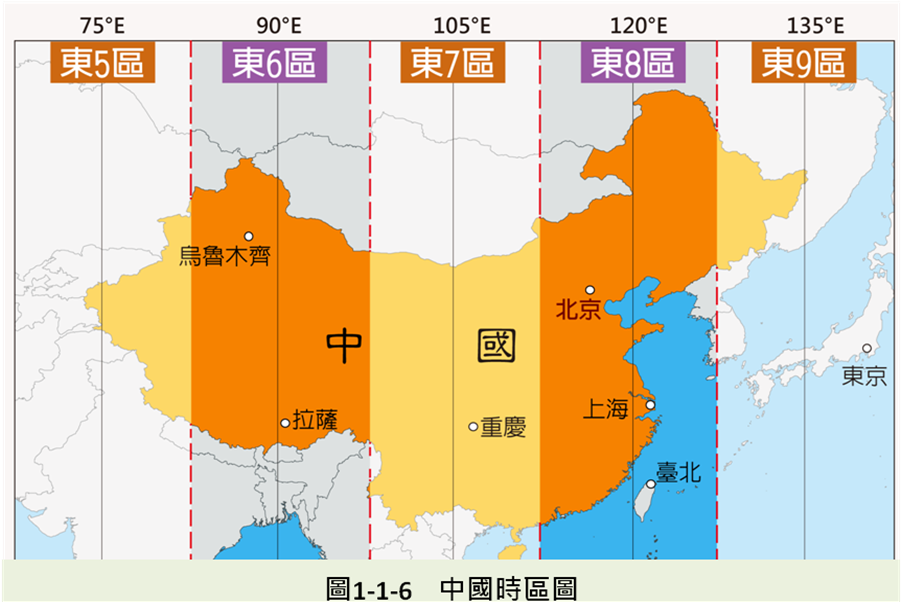 75°E 90°E 105°E 120°E 135°E
東5區 東6區 東7區 東8區 東9區
烏魯木齊
北京
中國
東京
拉薩
上海
重慶
臺北
圖1-1-6 中國時區圖